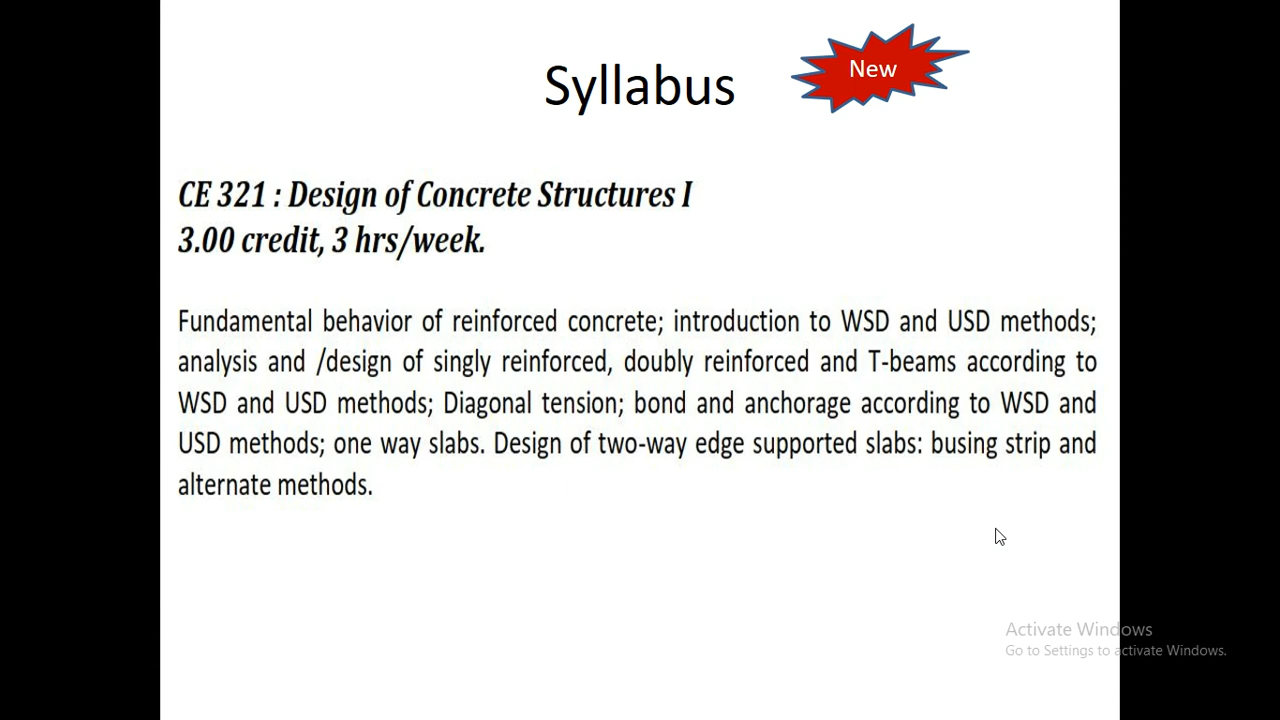 Syllabus
New
CE 321 : Design of Concrete Structures I
3.00 credit, 3 hrs/week.
Fundamental behavior of reinforced concrete; introduction to WSD and USD methods;
analysis and /design of singly reinforced, doubly reinforced and T-beams according to
WSD and USD methods; Diagonal tension; bond and anchorage according to WSD and
USD methods; one way slabs. Design of two-way edge supported slabs: busing strip and
alternate methods.
Activate Windows
Go to Settings to activate Windows.